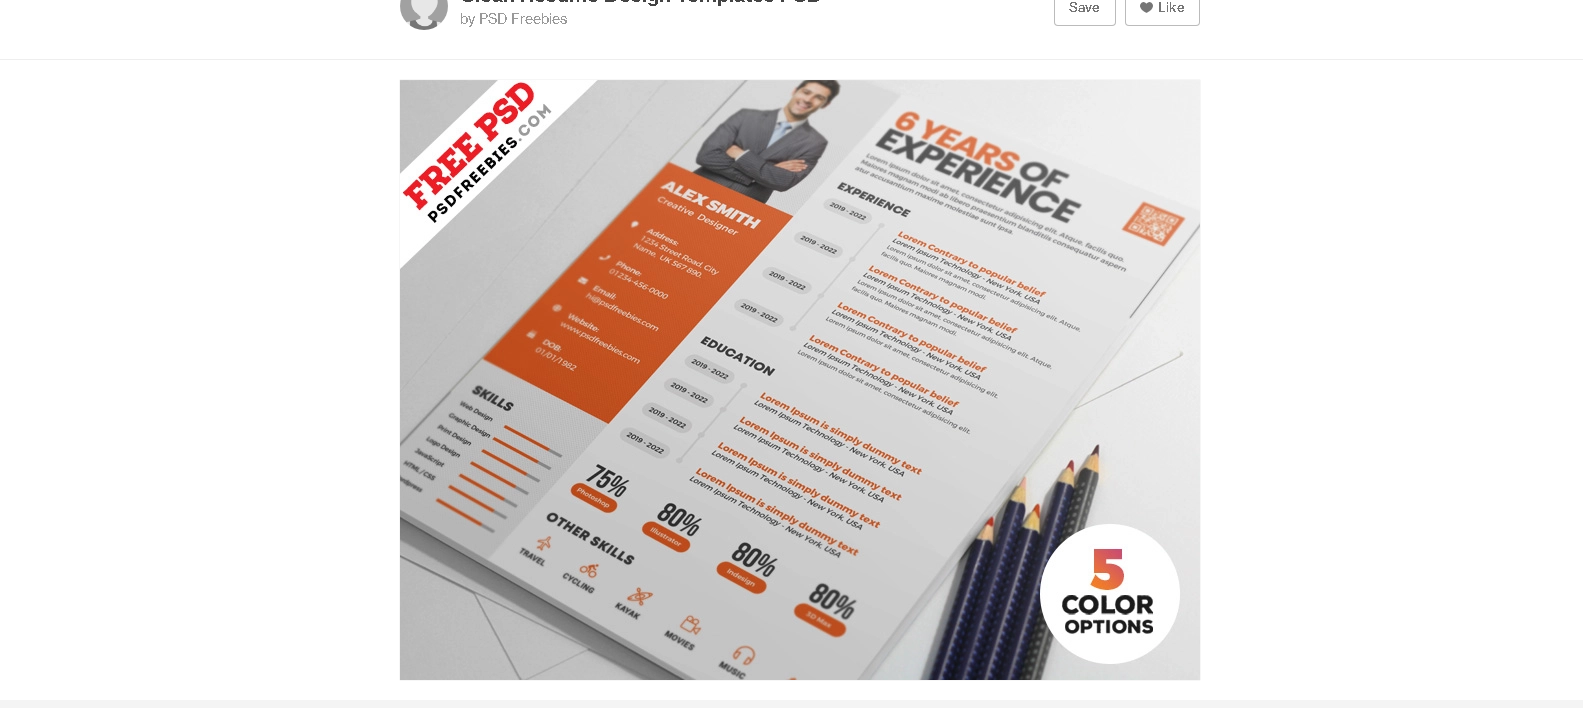 by PSD Freebies
Save
Like
FREE PSD
PSDFREEBIES.COM
ALEX SMITH
Creative Designer
Address:
1234 Street Road, City
Name, UK 567 890.
Phone:
01234-456-0000
Email:
hi@psdfreebies.com
Website:
www.psdfreebies.com
DOB:
01/01/1982
SKILLS
Web Design
Graphic Design
Print Design
Logo Design
JavaScript
HTML / CSS
6 YEARS OF
EXPERIENCE
Lorem ipsum dolor sit amet, consectetur adipisicing elit. Atque, facilis quo.
Maiores magnam modi ab libero praesentium blanditiis consequatur aspern
atur accusantium maxime molestiae sunt ipsa.
EXPERIENCE
2019 - 2022
Lorem Contrary to popular belief
Lorem Ipsum Technology - New York, USA
Lorem ipsum dolor sit amet, consectetur adipisicing elit. Atque,
facilis quo. Maiores magnam modi.
2019 - 2022
Lorem Contrary to popular belief
Lorem Ipsum Technology - New York, USA
Lorem ipsum dolor sit amet, consectetur adipisicing elit. Atque,
facilis quo. Maiores magnam modi.
2019 - 2022
Lorem Contrary to popular belief
Lorem Ipsum Technology - New York, USA
Lorem ipsum dolor sit amet, consectetur adipisicing elit.
2019 - 2022
Lorem Contrary to popular belief
Lorem Ipsum Technology - New York, USA
Lorem ipsum dolor sit amet, consectetur adipisicing elit.
EDUCATION
2019 - 2022
Lorem Ipsum is simply dummy text
Lorem Ipsum Technology - New York, USA
2019 - 2022
Lorem Ipsum is simply dummy text
Lorem Ipsum Technology - New York, USA
2019 - 2022
Lorem Ipsum is simply dummy text
Lorem Ipsum Technology - New York, USA
2019 - 2022
Lorem Ipsum is simply dummy text
Lorem Ipsum Technology - New York, USA
75%
Photoshop
80%
Illustrator
80%
Indesign
80%
3D Max
OTHER SKILLS
TRAVEL
CYCLING
KAYAK
MOVIES
MUSIC
5
COLOR
OPTIONS